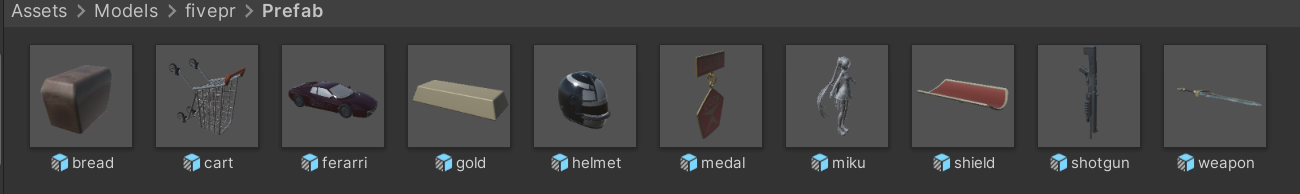 Assets > Models > fivepr > Prefab
bread cart ferarri gold helmet medal miku shield shotgun weapon